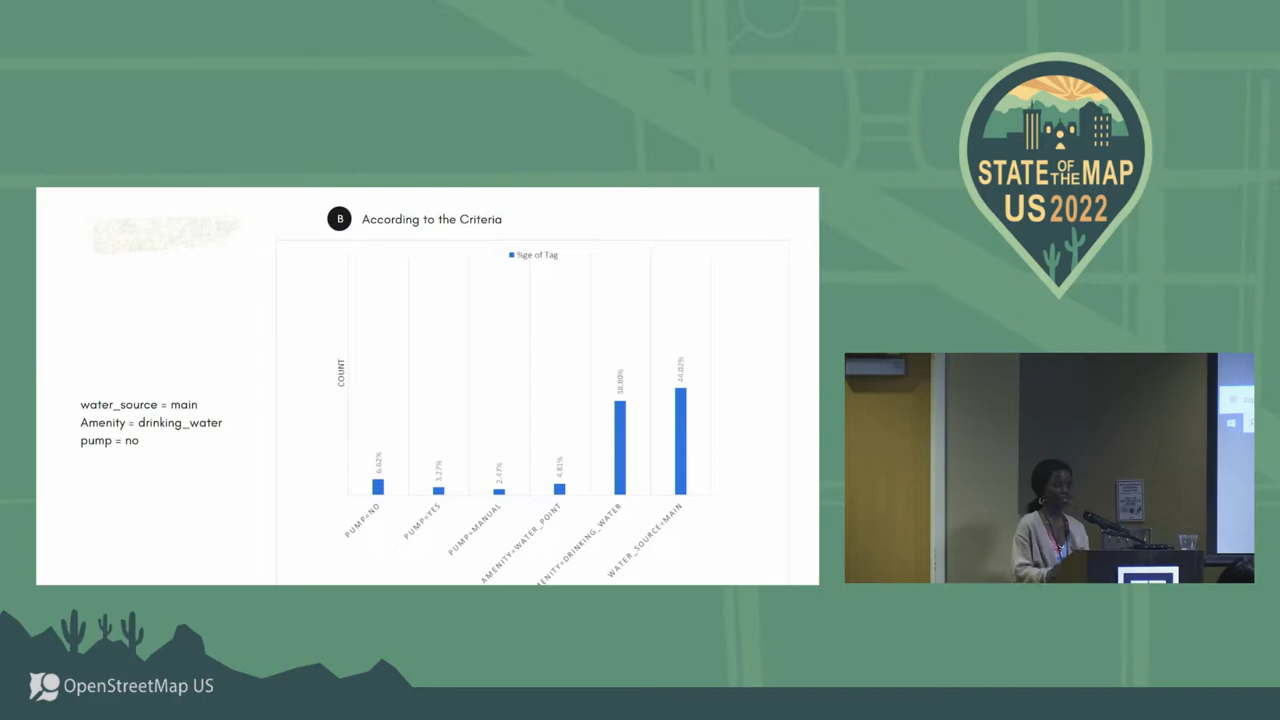 STATE OF THE MAP
US 2022
B According to the Criteria
%ge of Tag
COUNT
6.62%
3.27%
2.47%
4.81%
38.80%
44.02%
PUMP=NO
PUMP=YES
PUMP=MANUAL
AMENITY=WATER_POINT
MENITY=DRINKING_WATER
WATER_SOURCE=MAIN
water_source = main
Amenity = drinking_water
pump = no
OpenStreetMap US